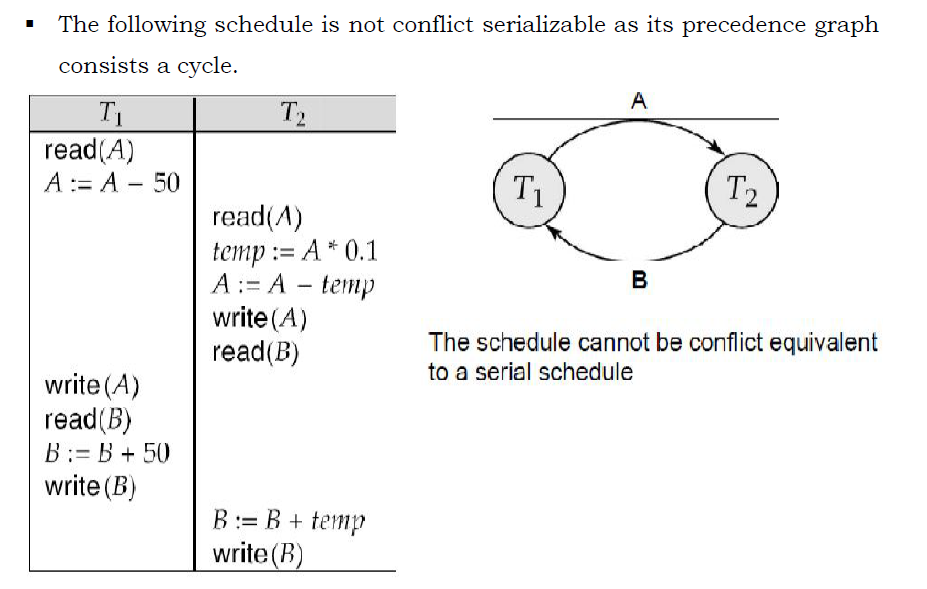 ▪ The following schedule is not conflict serializable as its precedence graph
consists a cycle.
T1 T2
read(A)
A := A – 50
read(A)
temp := A * 0.1
A := A – temp
write(A)
read(B)
write(A)
read(B)
B := B + 50
write(B)
B := B + temp
write(B)
A
T1 T2
B
The schedule cannot be conflict equivalent
to a serial schedule